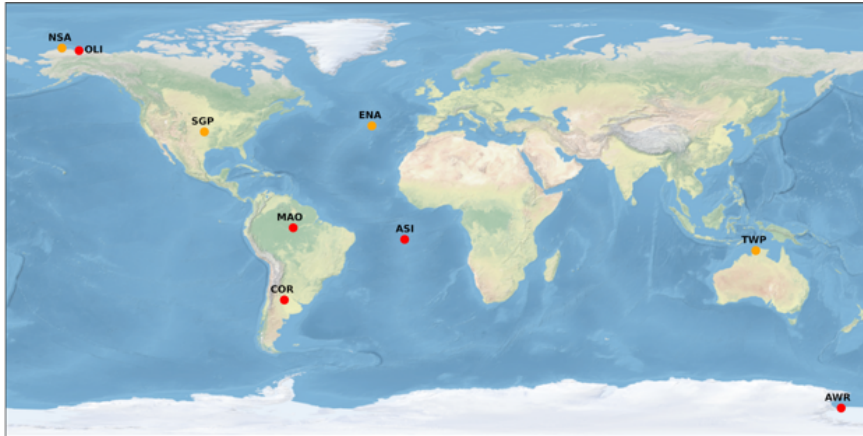 NSA
OLI
SGP
ENA
MAO
ASI
TWP
COR
AWR